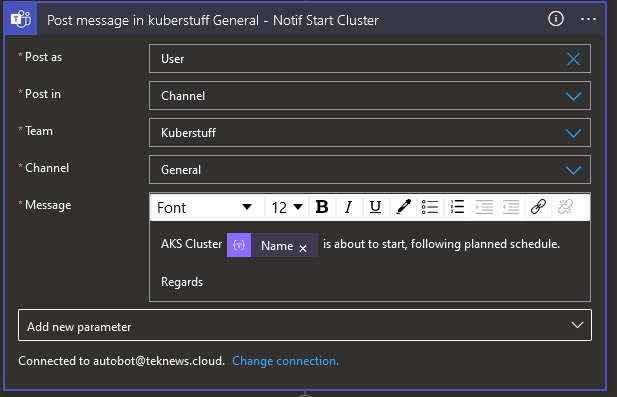 Post message in kuberstuff General - Notif Start Cluster
* Post as
User
* Post in
Channel
* Team
Kuberstuff
* Channel
General
* Message
Font 12 B I U
AKS Cluster Name × is about to start, following planned schedule.
Regards
Add new parameter
Connected to autobot@teknews.cloud. Change connection.